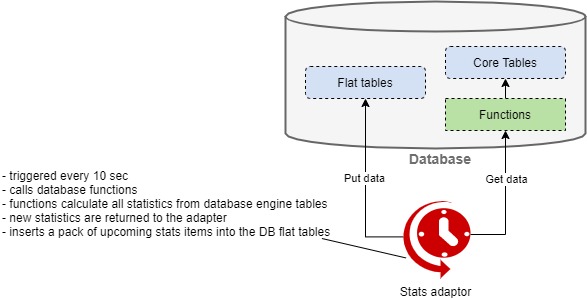 Core Tables
Flat tables
Functions
Database
Put data
Get data
- triggered every 10 sec
- calls database functions
- functions calculate all statistics from database engine tables
- new statistics are returned to the adapter
- inserts a pack of upcoming stats items into the DB flat tables
Stats adaptor